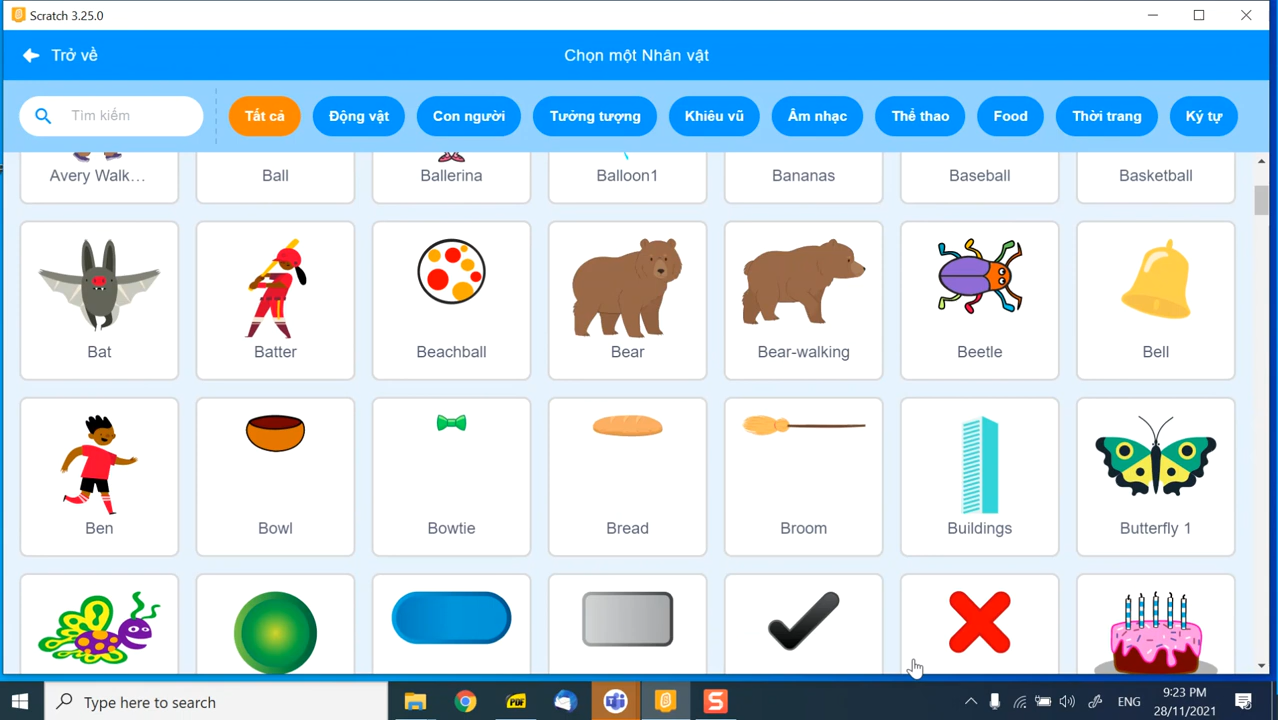 Scratch 3.25.0
Trở về
Chọn một Nhân vật
Tìm kiếm
Tất cả
Động vật
Con người
Tưởng tượng
Khiêu vũ
Âm nhạc
Thể thao
Food
Thời trang
Ký tự
Avery Walk...
Ball
Ballerina
Balloon1
Bananas
Baseball
Basketball
Bat
Batter
Beachball
Bear
Bear-walking
Beetle
Bell
Ben
Bowl
Bowtie
Bread
Broom
Buildings
Butterfly 1
Type here to search
PDF
ENG
9:23 PM
28/11/2021